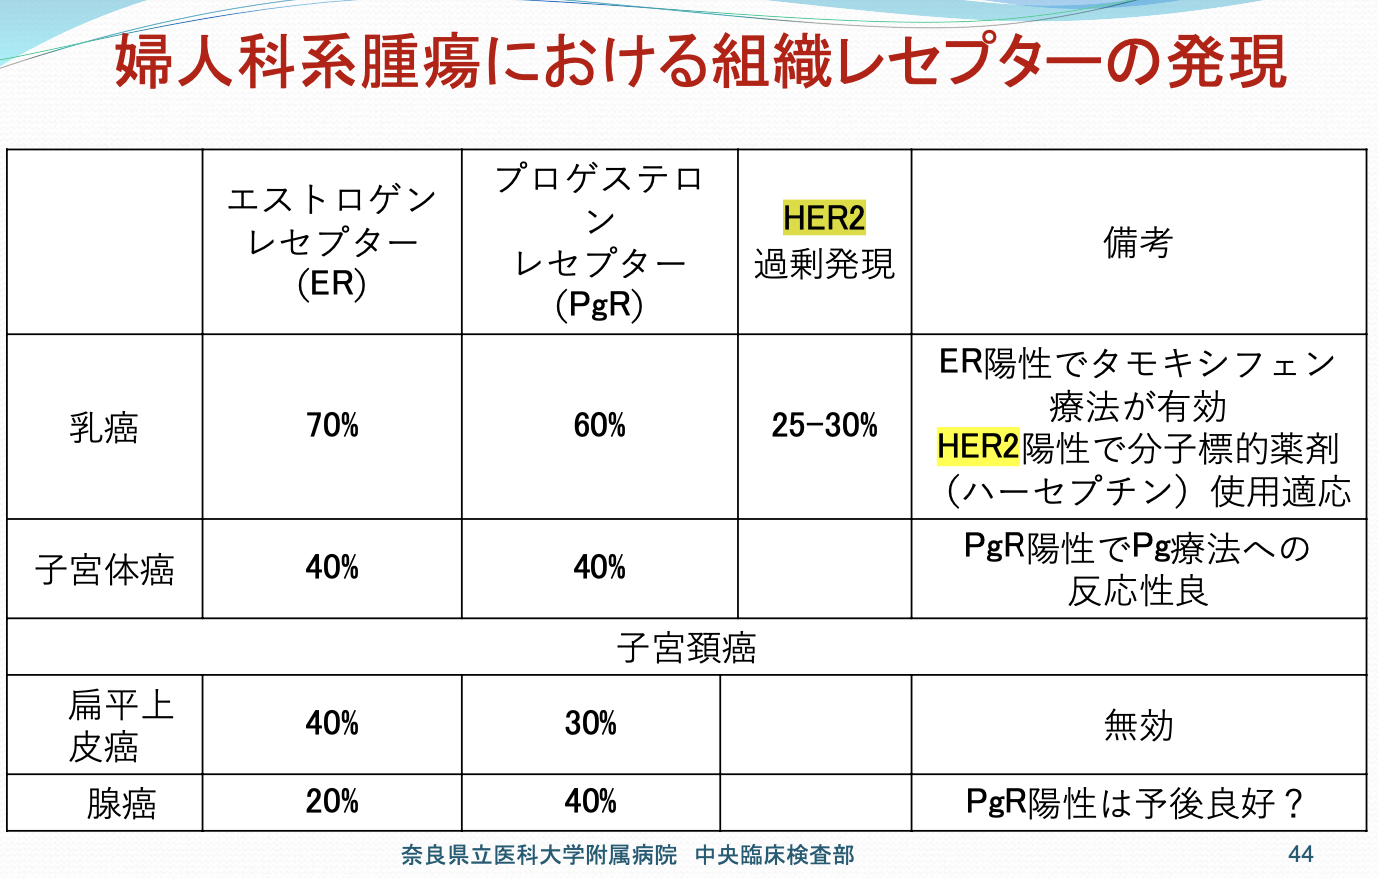 婦人科系腫瘍における組織レセプターの発現
エストロゲン
レセプター
(ER)
プロゲステロ
ン
レセプター
(PgR)
HER2
過剰発現
備考
乳癌
70%
60%
25-30%
ER陽性でタモキシフェン
療法が有効
HER2陽性で分子標的薬剤
（ハーセプチン）使用適応
子宮体癌
40%
40%
PgR陽性でPg療法への
反応性良
子宮頚癌
扁平上
皮癌
40%
30%
無効
腺癌
20%
40%
PgR陽性は予後良好？
奈良県立医科大学附属病院 中央臨床検査部
44